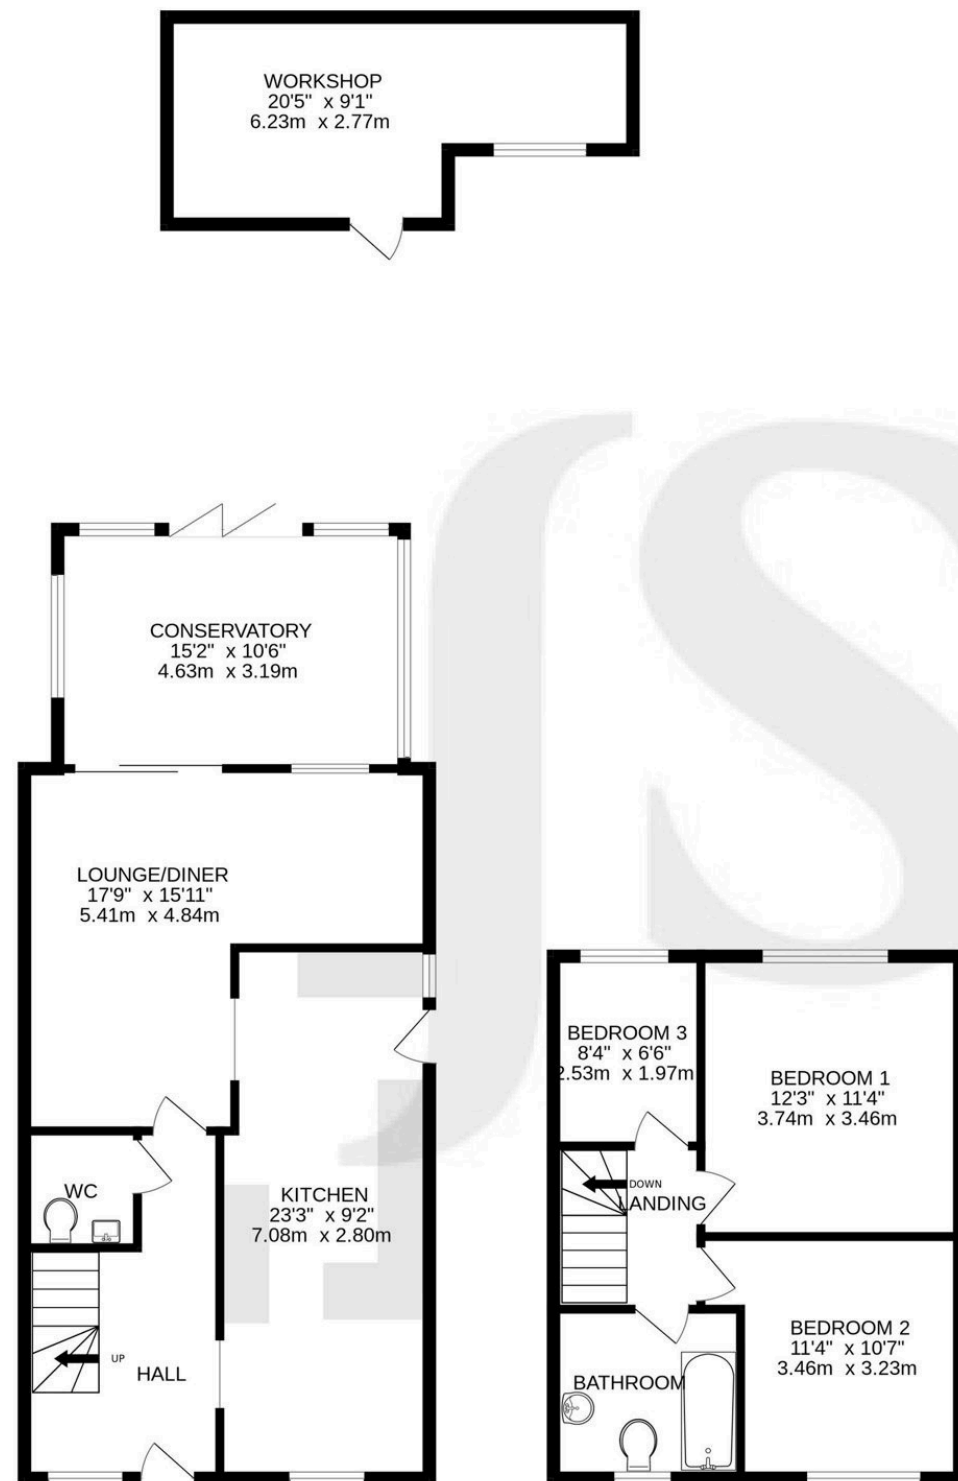 WORKSHOP
20'5" x 9'1"
6.23m x 2.77m
CONSERVATORY
15'2" x 10'6"
4.63m x 3.19m
LOUNGE/DINER
17'9" x 15'11"
5.41m x 4.84m
WC
KITCHEN
23'3" x 9'2"
7.08m x 2.80m
UP
HALL
BEDROOM 3
8'4" x 6'6"
2.53m x 1.97m
BEDROOM 1
12'3" x 11'4"
3.74m x 3.46m
DOWN
LANDING
BEDROOM 2
11'4" x 10'7"
3.46m x 3.23m
BATHROOM
JS